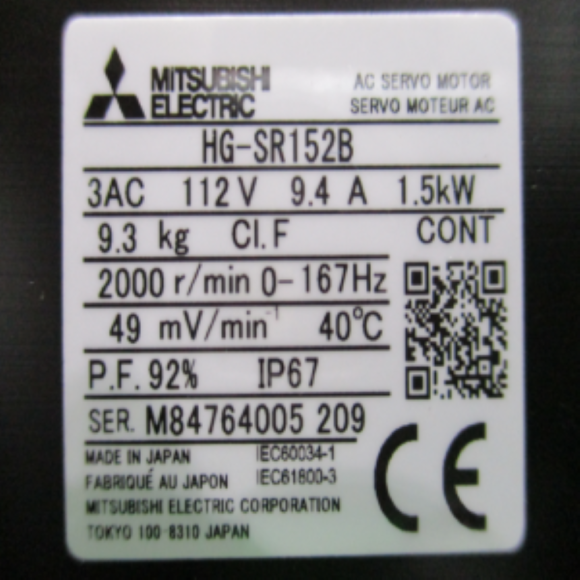 MITSUBISHI
ELECTRIC
AC SERVO MOTOR
SERVO MOTEUR AC
HG-SR152B
3AC 112 V 9.4 A 1.5kW
9.3 kg Cl.F CONT
2000 r/min 0-167Hz
49 mV/min⁻¹ 40℃
P.F. 92% IP67
SER. M84764005 209
MADE IN JAPAN IEC60034-1
FABRIQUÉ AU JAPON IEC61800-3
MITSUBISHI ELECTRIC CORPORATION
TOKYO 100-8310 JAPAN
CE